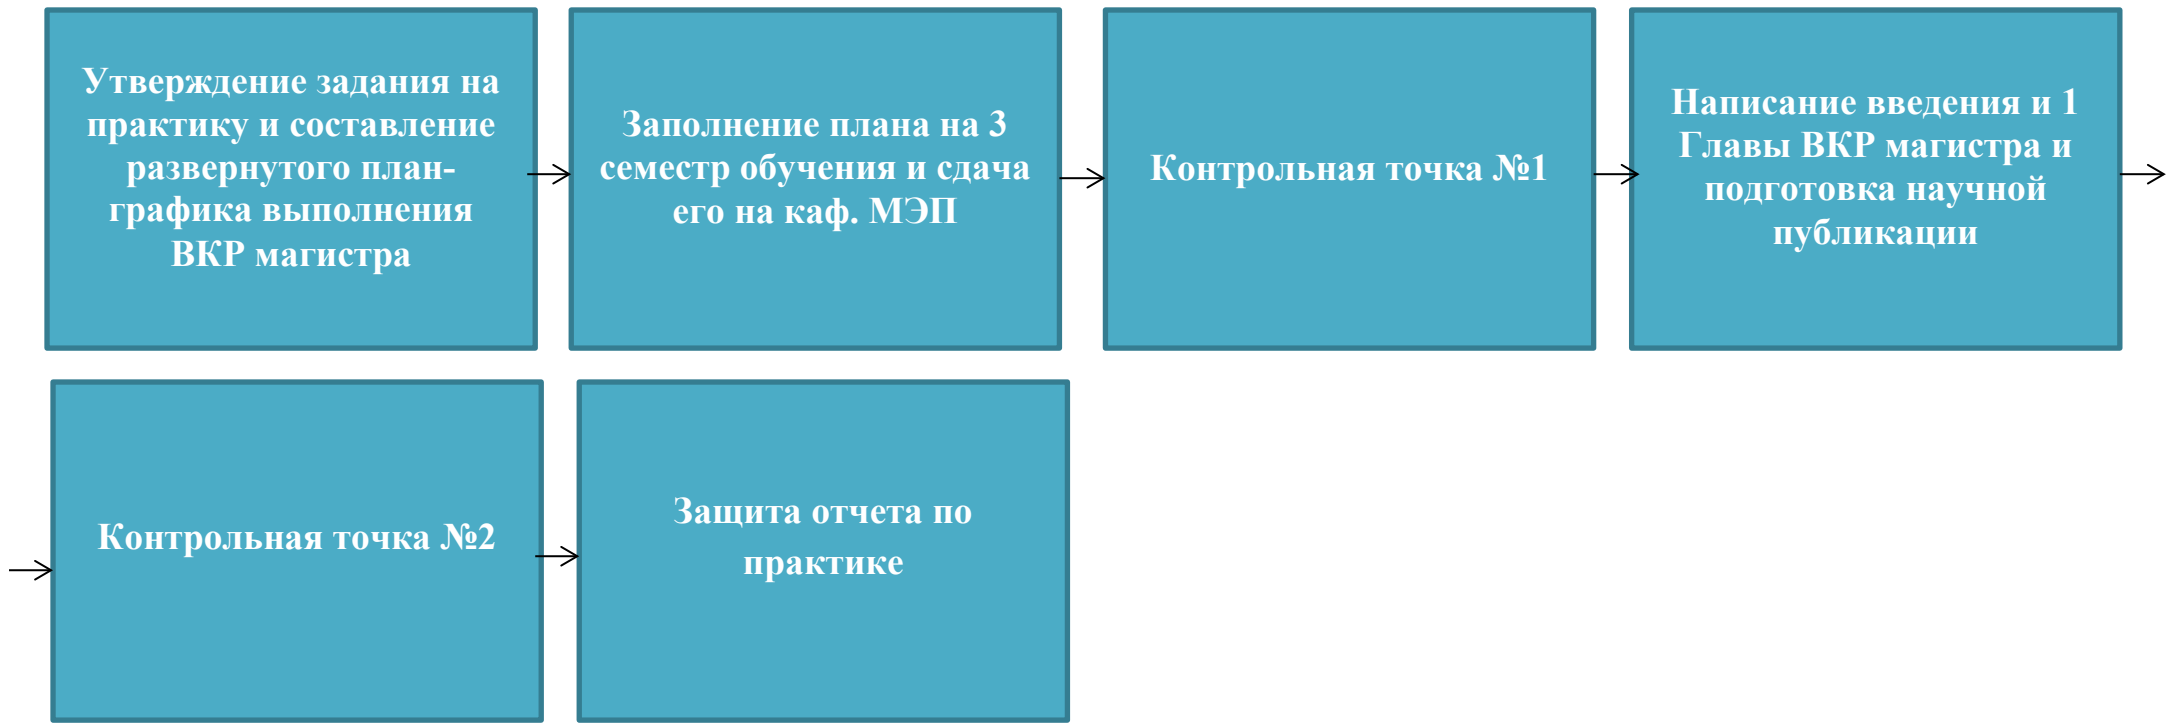 Утверждение задания на
практику и составление
развернутого план-
графика выполнения
ВКР магистра
Заполнение плана на 3
семестр обучения и сдача
его на каф. МЭП
Контрольная точка №1
Написание введения и 1
Главы ВКР магистра и
подготовка научной
публикации
Контрольная точка №2
Защита отчета по
практике